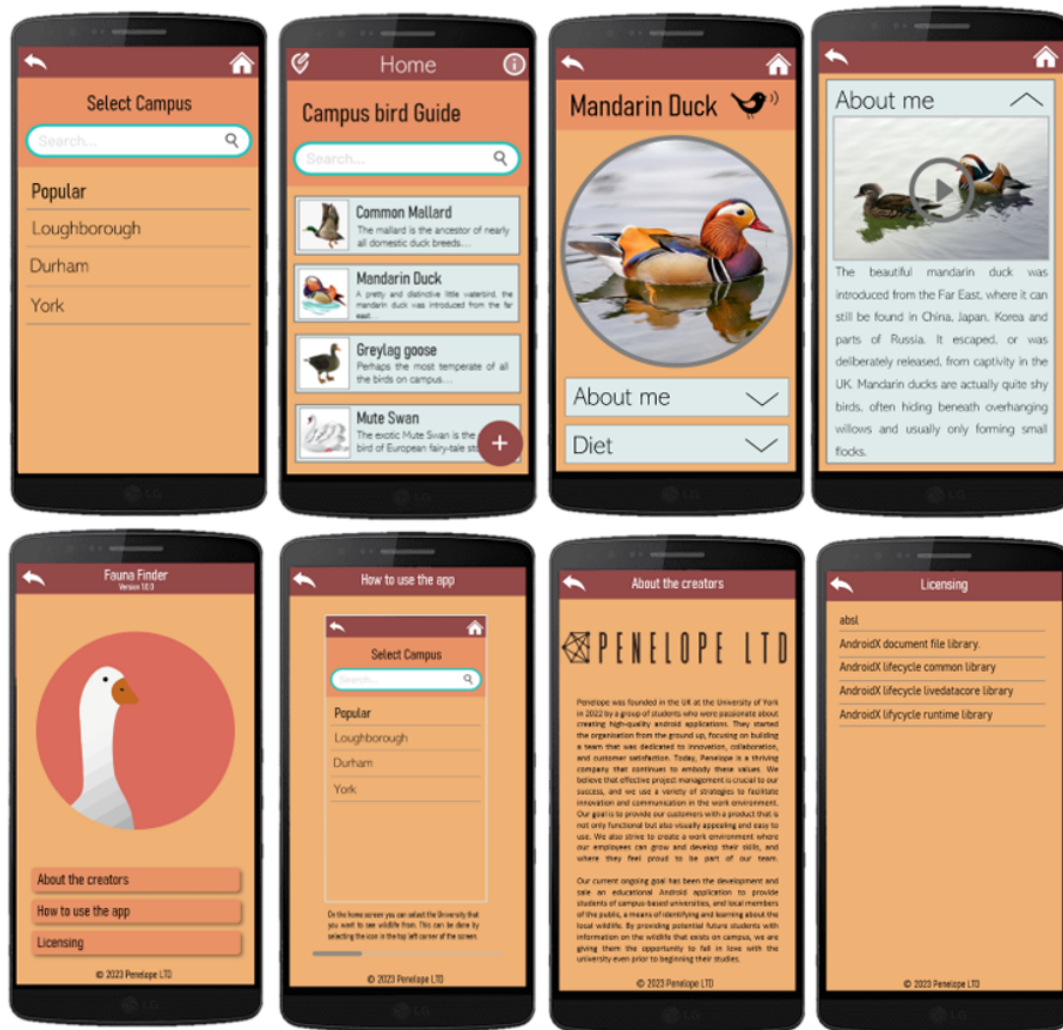 Select Campus
Search...
Popular
Loughborough
Durham
York
LG
Home
Campus bird Guide
Search...
Common Mallard
The mallard is the ancestor of nearly
all domestic duck breeds...
Mandarin Duck
A pretty and distinctive little waterbird, the
mandarin duck was introduced from the far
east...
Greylag goose
Perhaps the most temperate of all
the birds on campus...
Mute Swan
The exotic Mute Swan is the
bird of European fairy-tale
+
LG
Mandarin Duck
About me
Diet
LG
About me
The beautiful mandarin duck was
introduced from the Far East, where it can
still be found in China, Japan, Korea and
parts of Russia. It escaped, or was
deliberately released, from captivity in the
UK. Mandarin ducks are actually quite shy
birds, often hiding beneath overhanging
willows and usually only forming small
flocks.
LG
Fauna Finder
Version 1.0.0
About the creators
How to use the app
Licensing
© 2023 Penelope LTD
LG
How to use the app
Select Campus
Search...
Popular
Loughborough
Durham
York
On the home screen you can select the University that
you want to see wildlife from. This can be done by
selecting the icon in the top left corner of the screen.
© 2023 Penelope LTD
LG
About the creators
PENELOPE LTD
Penelope was founded in the UK at the University of York
in 2022 by a group of students who were passionate about
creating high-quality android applications. They started
the organisation from the ground up, focusing on building
a team that was dedicated to innovation, collaboration,
and customer satisfaction. Today, Penelope is a thriving
company that continues to embody these values. We
believe that effective project management is crucial to our
success, and we use a variety of strategies to facilitate
innovation and communication in the work environment.
Our goal is to provide our customers with a product that is
not only functional but also visually appealing and easy to
use. We also strive to create a work environment where
our employees can grow and develop their skills, and
where they feel proud to be part of our team.
Our current ongoing goal has been the development and
sale an educational Android application to provide
students of campus-based universities, and local members
of the public, a means of identifying and learning about the
local wildlife. By providing potential future students with
information on the wildlife that exists on campus, we are
giving them the opportunity to fall in love with the
university even prior to beginning their studies.
© 2023 Penelope LTD
LG
Licensing
absl
AndroidX document file library.
AndroidX lifecycle common library
AndroidX lifecycle livedatacore library
AndroidX lifycycle runtime library
© 2023 Penelope LTD
LG